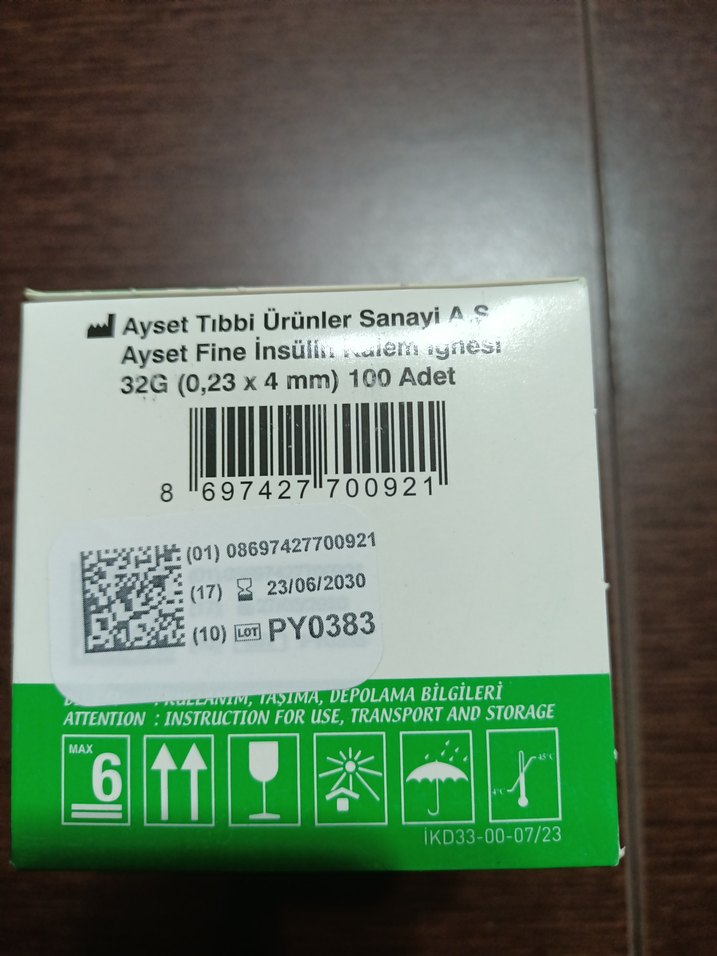 Ayset Tıbbi Ürünler Sanayi A.Ş
Ayset Fine İnsülin Kalem İğnesi
32G (0,23 x 4 mm) 100 Adet
8 697427 700921
(01) 08697427700921
(17) 23/06/2030
(10) LOT PY0383
: KULLANIM, TAŞIMA, DEPOLAMA BİLGİLERİ
ATTENTION : INSTRUCTION FOR USE, TRANSPORT AND STORAGE
MAX
6
4°C
45°C
İKD33-00-07/23